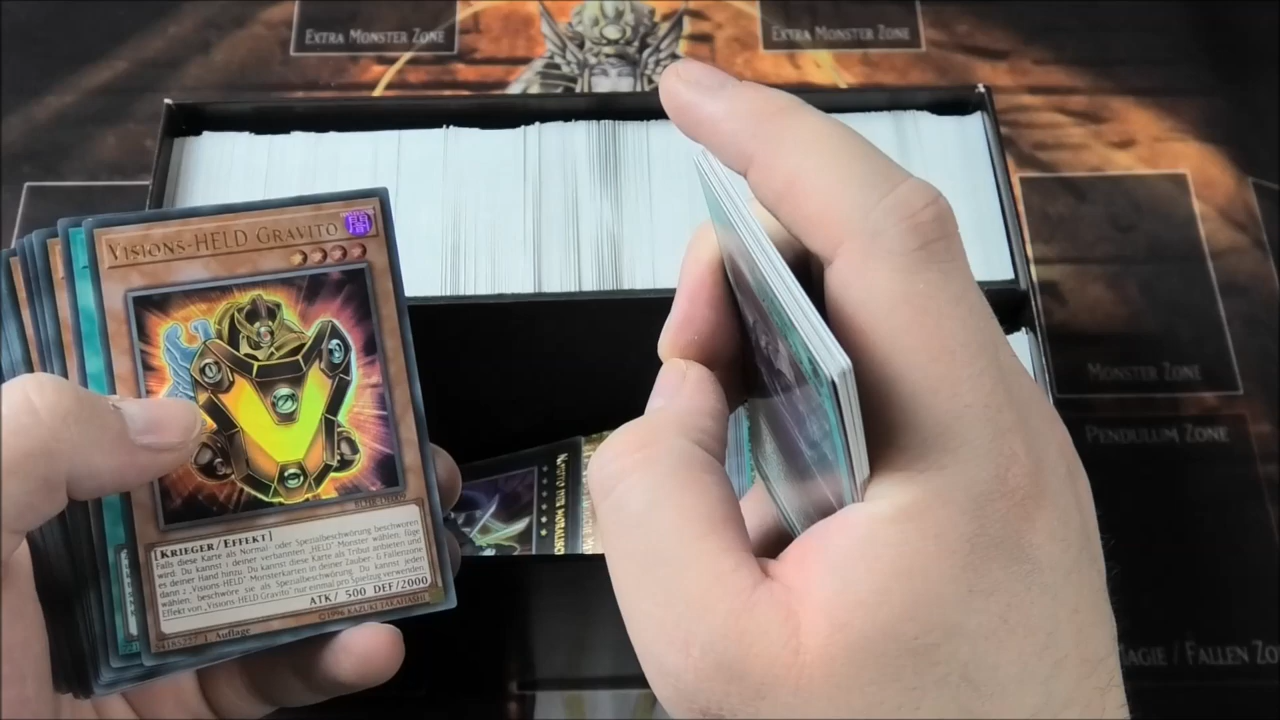 EXTRA MONSTER ZONE
EXTRA MONSTER ZONE
VISIONS-HELD GRAVITO
闇
[KRIEGER/EFFEKT]
Falls diese Karte als Normal- oder Spezialbeschwörung beschworen
wird: Du kannst 1 deiner verbannten „HELD" Monster wählen; füge
es deiner Hand hinzu. Du kannst diese Karte als Tribut anbieten und
dann 2 „Visions-HELD" Monsterkarten in deiner Zauber- & Fallenzone
wählen; beschwöre sie als Spezialbeschwörung. Du kannst jeden
Effekt von „Visions-HELD Gravito" nur einmal pro Spielzug verwenden.
ATK/ 500 DEF/2000
1. Auflage
©1996 KAZUKI TAKAHASHI
MONSTER ZONE
PENDULUM ZONE
MAGIE / FALLEN ZO